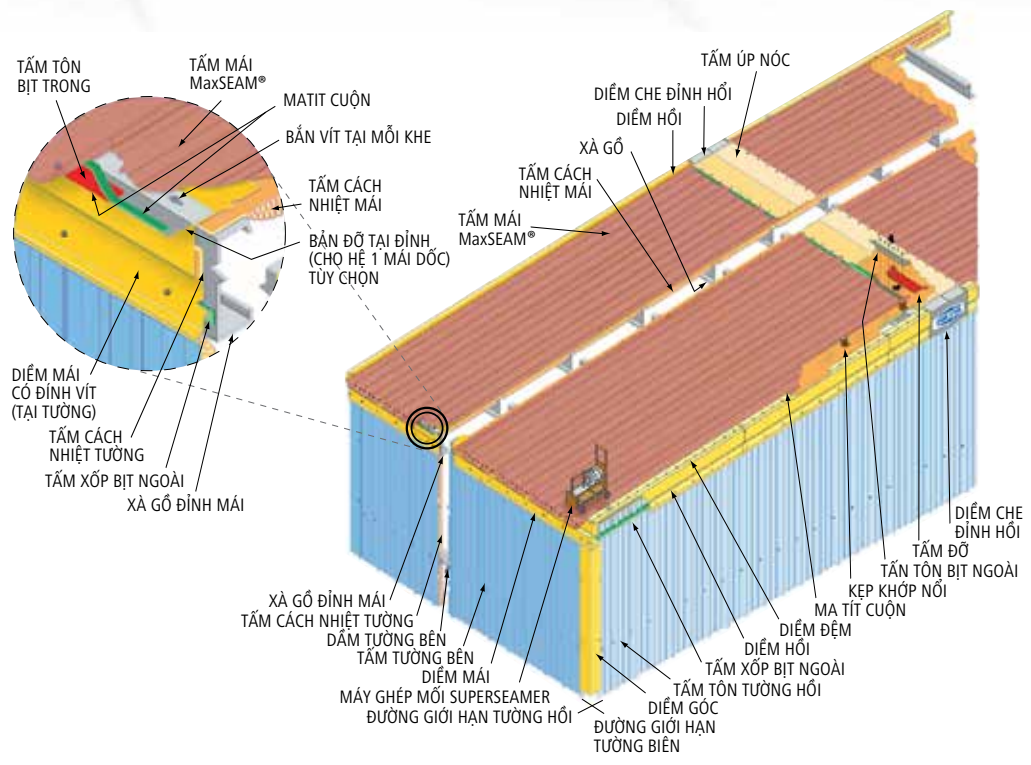 TẤM TÔN
BỊT TRONG
TẤM MÁI
MaxSEAM®
MATIT CUỘN
BẮN VÍT TẠI MỖI KHE
TẤM CÁCH
NHIỆT MÁI
BẢN ĐỠ TẠI ĐỈNH
(CHO HỆ 1 MÁI DỐC)
TÙY CHỌN
DIỀM MÁI
CÓ ĐÍNH VÍT
(TẠI TƯỜNG)
TẤM CÁCH
NHIỆT TƯỜNG
TẤM XỐP BỊT NGOÀI
XÀ GỒ ĐỈNH MÁI
TẤM ÚP NÓC
DIỀM CHE ĐỈNH HỒI
DIỀM HỒI
XÀ GỒ
TẤM CÁCH
NHIỆT MÁI
TẤM MÁI
MaxSEAM®
DIỀM CHE
ĐỈNH HỒI
TẤM ĐỠ
TẤN TÔN BỊT NGOÀI
KẸP KHỚP NỐI
MA TÍT CUỘN
DIỀM ĐỆM
DIỀM HỒI
TẤM XỐP BỊT NGOÀI
TẤM TÔN TƯỜNG HỒI
DIỀM GÓC
ĐƯỜNG GIỚI HẠN
TƯỜNG BIÊN
XÀ GỒ ĐỈNH MÁI
TẤM CÁCH NHIỆT TƯỜNG
DẦM TƯỜNG BÊN
TẤM TƯỜNG BÊN
DIỀM MÁI
MÁY GHÉP MỐI SUPERSEAMER
ĐƯỜNG GIỚI HẠN TƯỜNG HỒI